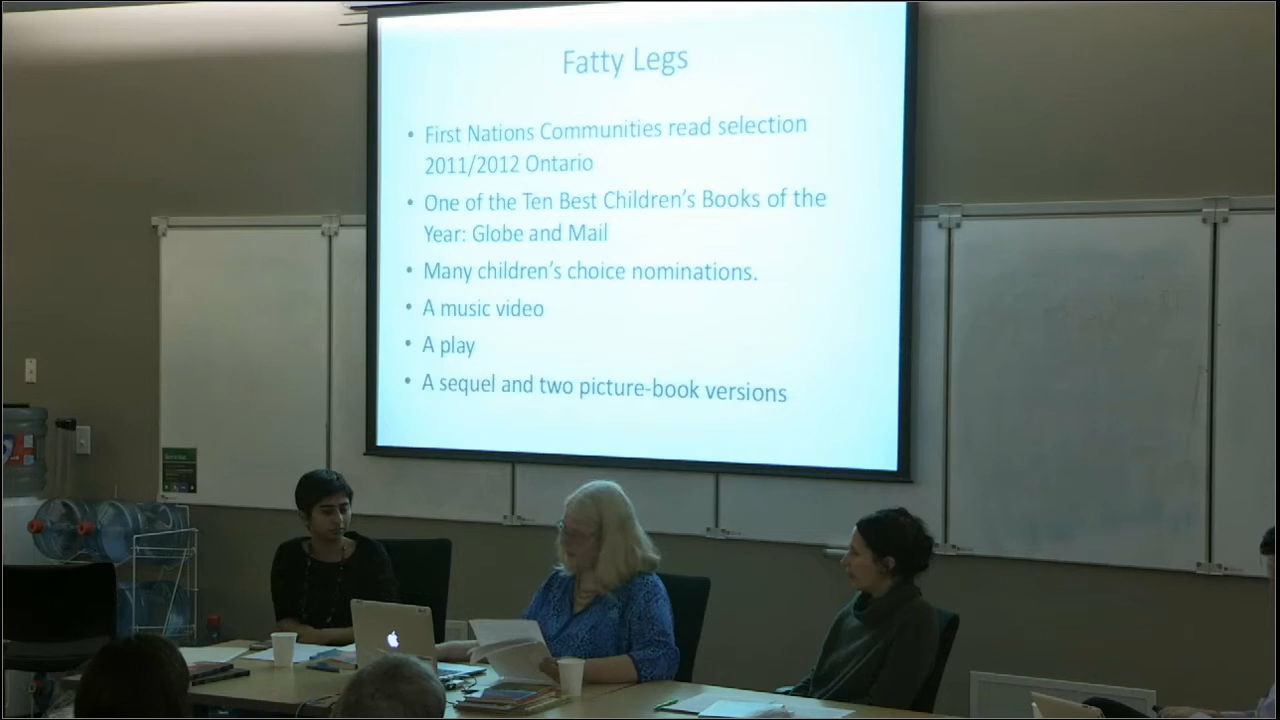 Fatty Legs
• First Nations Communities read selection
2011/2012 Ontario
• One of the Ten Best Children's Books of the
Year: Globe and Mail
• Many children's choice nominations.
• A music video
• A play
• A sequel and two picture-book versions